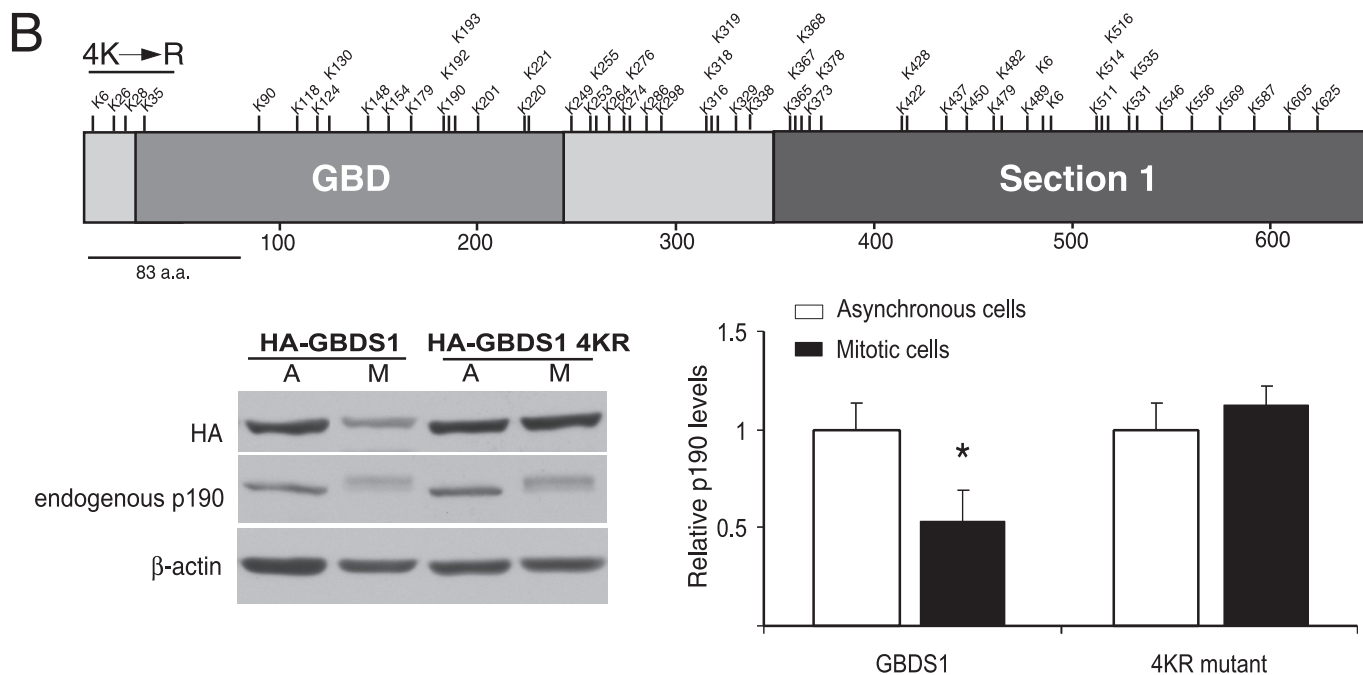 B
4K→R
K6 K26 K28 K35 K90 K118 K124 K130 K148 K154 K179 K190 K192 K193 K201 K220 K221 K249 K253 K255 K264 K274 K276 K286 K298 K316 K318 K319 K329 K338 K365 K367 K368 K373 K378 K422 K428 K437 K450 K479 K482 K489 K6 K6 K511 K514 K516 K531 K535 K546 K556 K569 K587 K605 K625
GBD Section 1
100 200 300 400 500 600
83 a.a.
HA-GBDS1 HA-GBDS1 4KR
A M A M
HA
endogenous p190
β-actin
Asynchronous cells
Mitotic cells
Relative p190 levels
1.5
1
0.5
*
GBDS1 4KR mutant